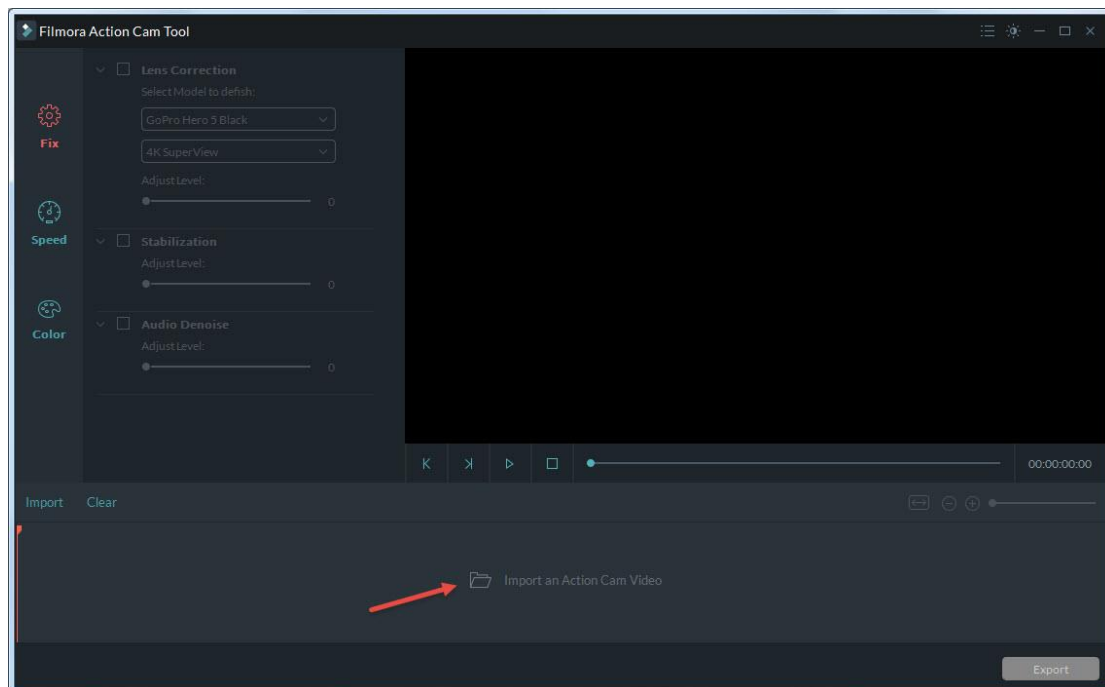 Filmora Action Cam Tool
Fix
Speed
Color
Lens Correction
Select Model to defish:
GoPro Hero 5 Black
4K SuperView
Adjust Level:
0
Stabilization
Adjust Level:
0
Audio Denoise
Adjust Level:
0
00:00:00:00
Import Clear
Import an Action Cam Video
Export